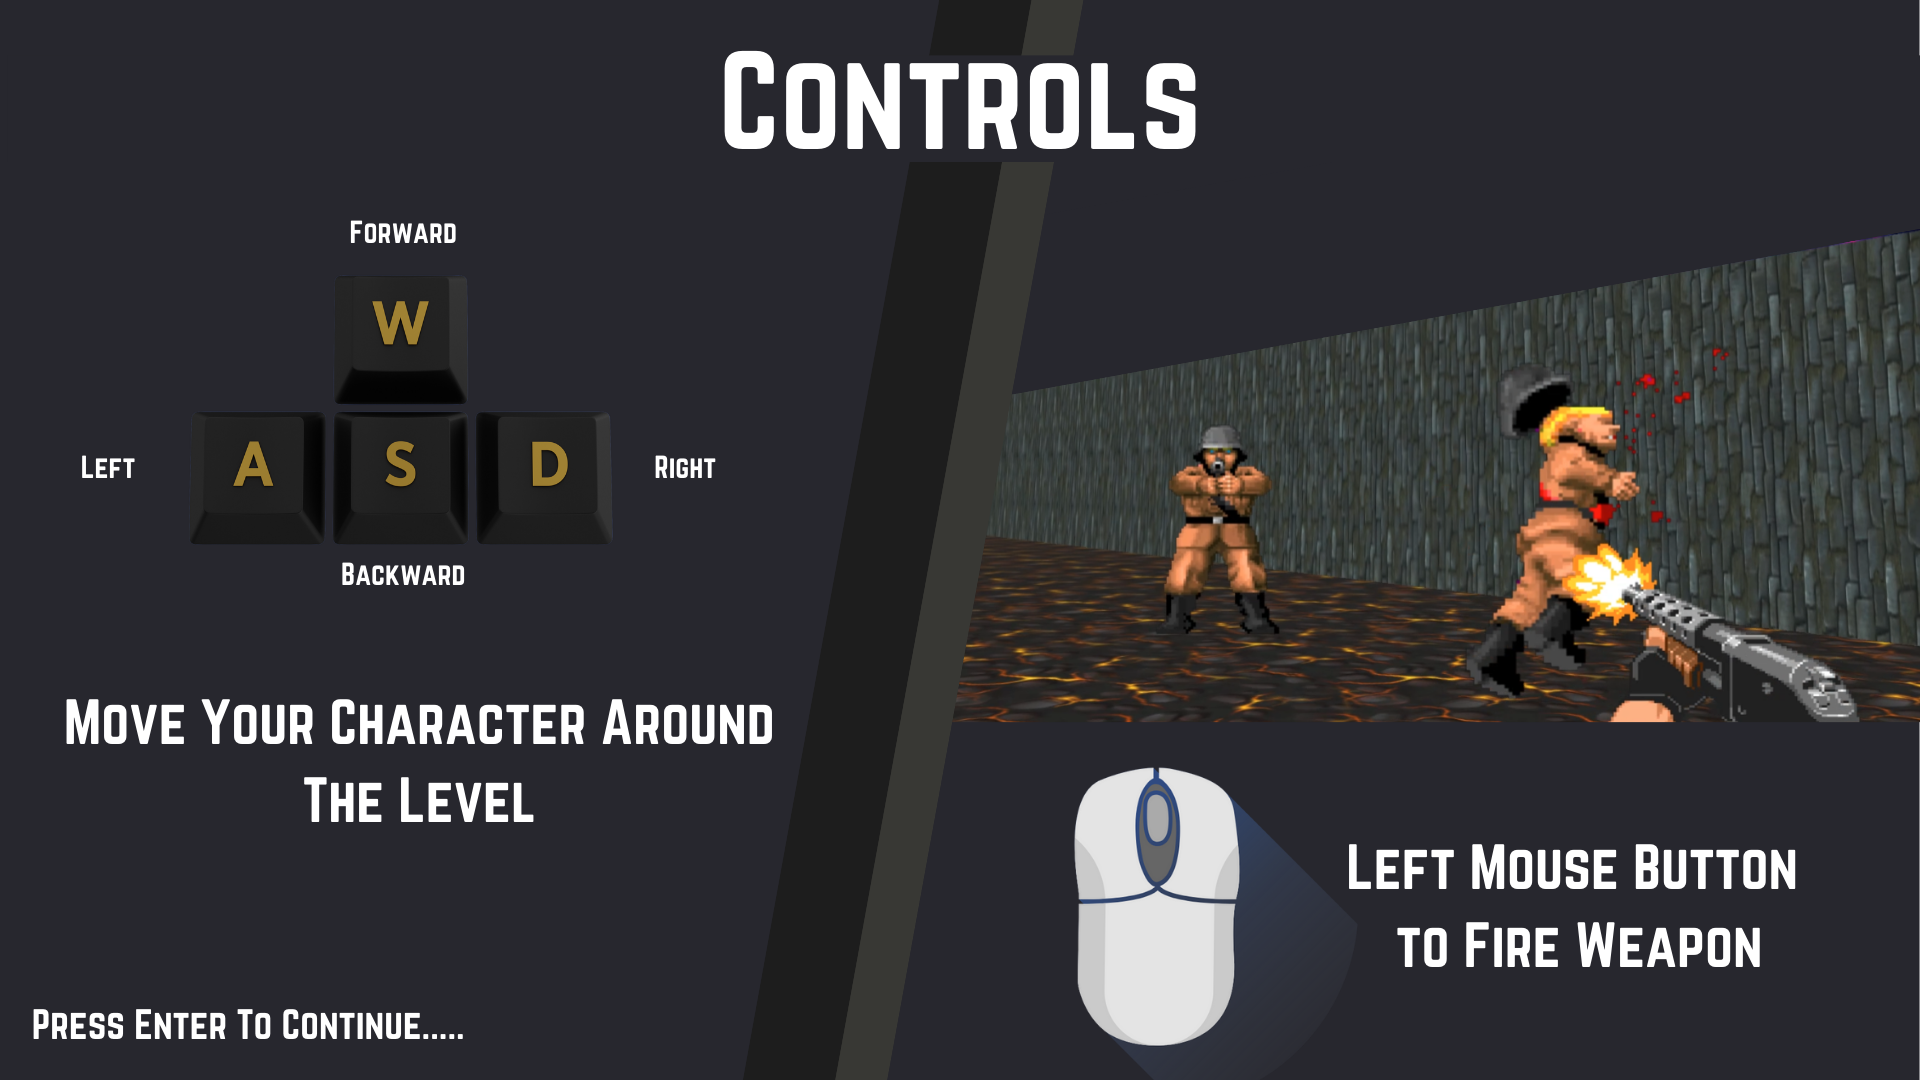 Controls
Forward
W
Left
A
S
D
Right
Backward
Move Your Character Around
The Level
Left Mouse Button
to Fire Weapon
Press Enter To Continue.....